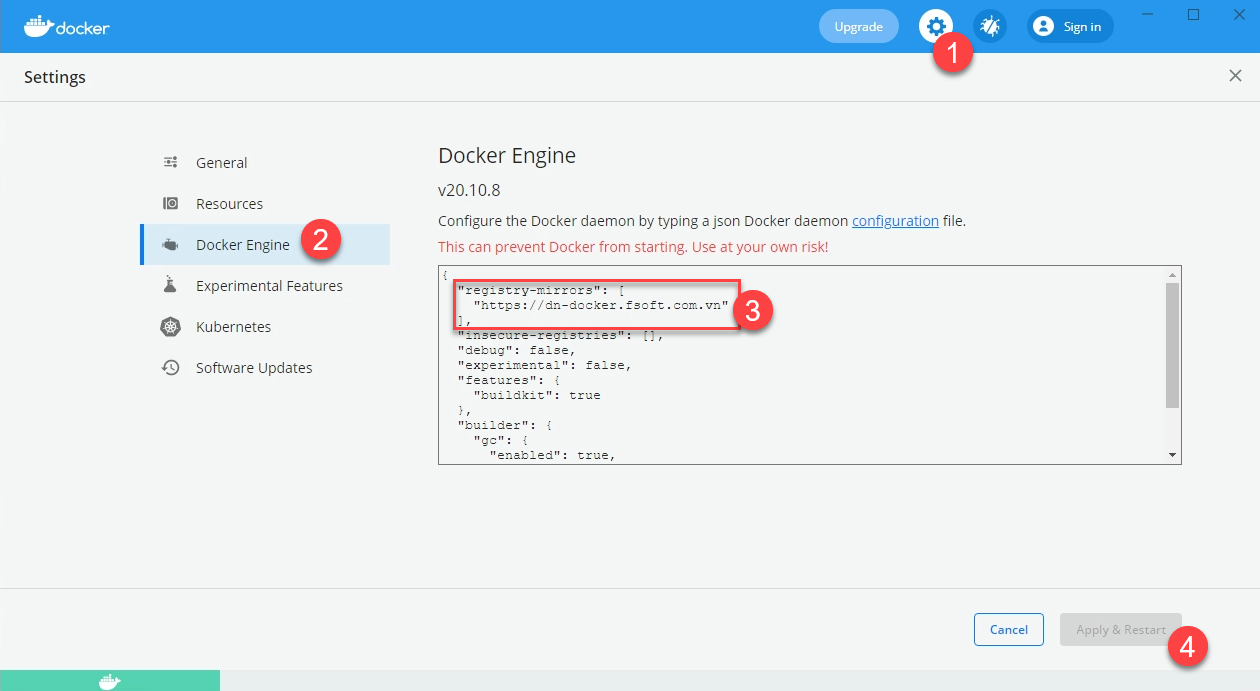 docker
Upgrade
1
Sign in
Settings
General
Resources
Docker Engine
2
Experimental Features
Kubernetes
Software Updates
Docker Engine
v20.10.8
Configure the Docker daemon by typing a json Docker daemon configuration file.
This can prevent Docker from starting. Use at your own risk!
{
"registry-mirrors": [
"https://dn-docker.fsoft.com.vn"
],
3
"insecure-registries": [],
"debug": false,
"experimental": false,
"features": {
"buildkit": true
},
"builder": {
"gc": {
"enabled": true,
Cancel
Apply & Restart
4